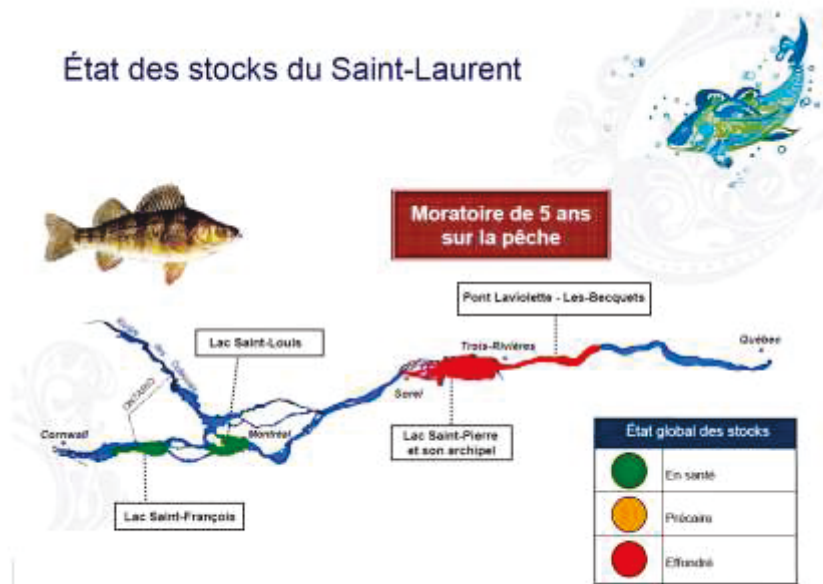 État des stocks du Saint-Laurent
Moratoire de 5 ans
sur la pêche
Pont Laviolette - Les-Becquets
Lac Saint-Louis
Trois-Rivières
Québec
ONTARIO
Sorel
Cornwall
Montréal
Lac Saint-Pierre
et son archipel
Lac Saint-François
État global des stocks
En santé
Précaire
Effondré